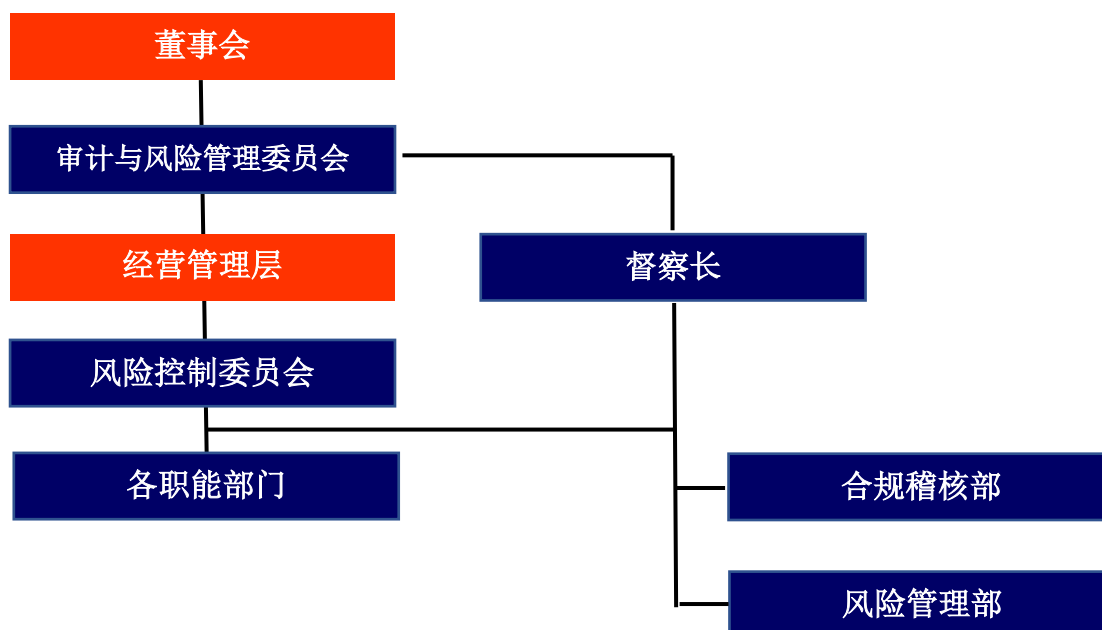 董事会
审计与风险管理委员会
经营管理层
督察长
风险控制委员会
各职能部门
合规稽核部
风险管理部